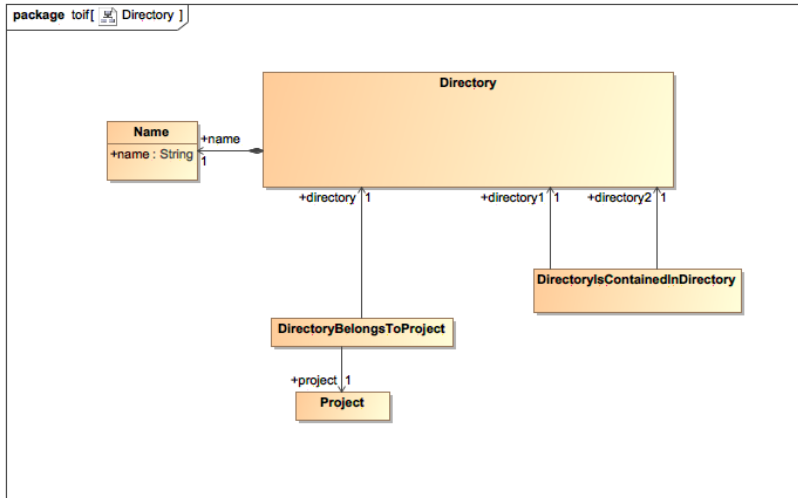 package toif[ Directory ]
Directory
Name
+name : String
+name
1
+directory 1
+directory1 1
+directory2 1
DirectoryIsContainedInDirectory
DirectoryBelongsToProject
+project 1
Project